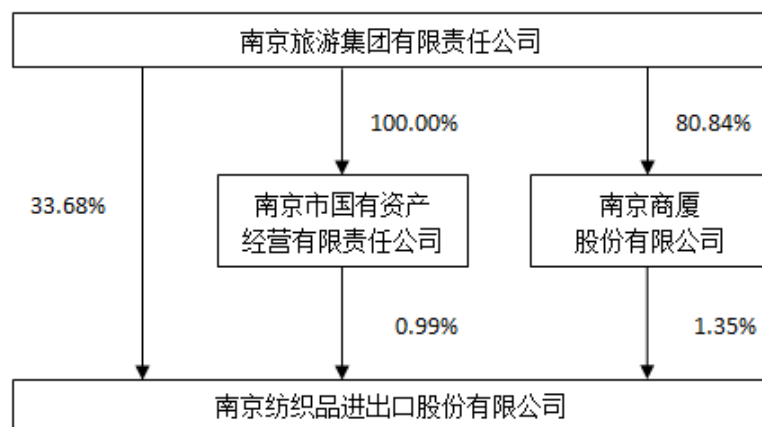 南京旅游集团有限责任公司
100.00%
80.84%
33.68%
南京市国有资产
经营有限责任公司
南京商厦
股份有限公司
0.99%
1.35%
南京纺织品进出口股份有限公司